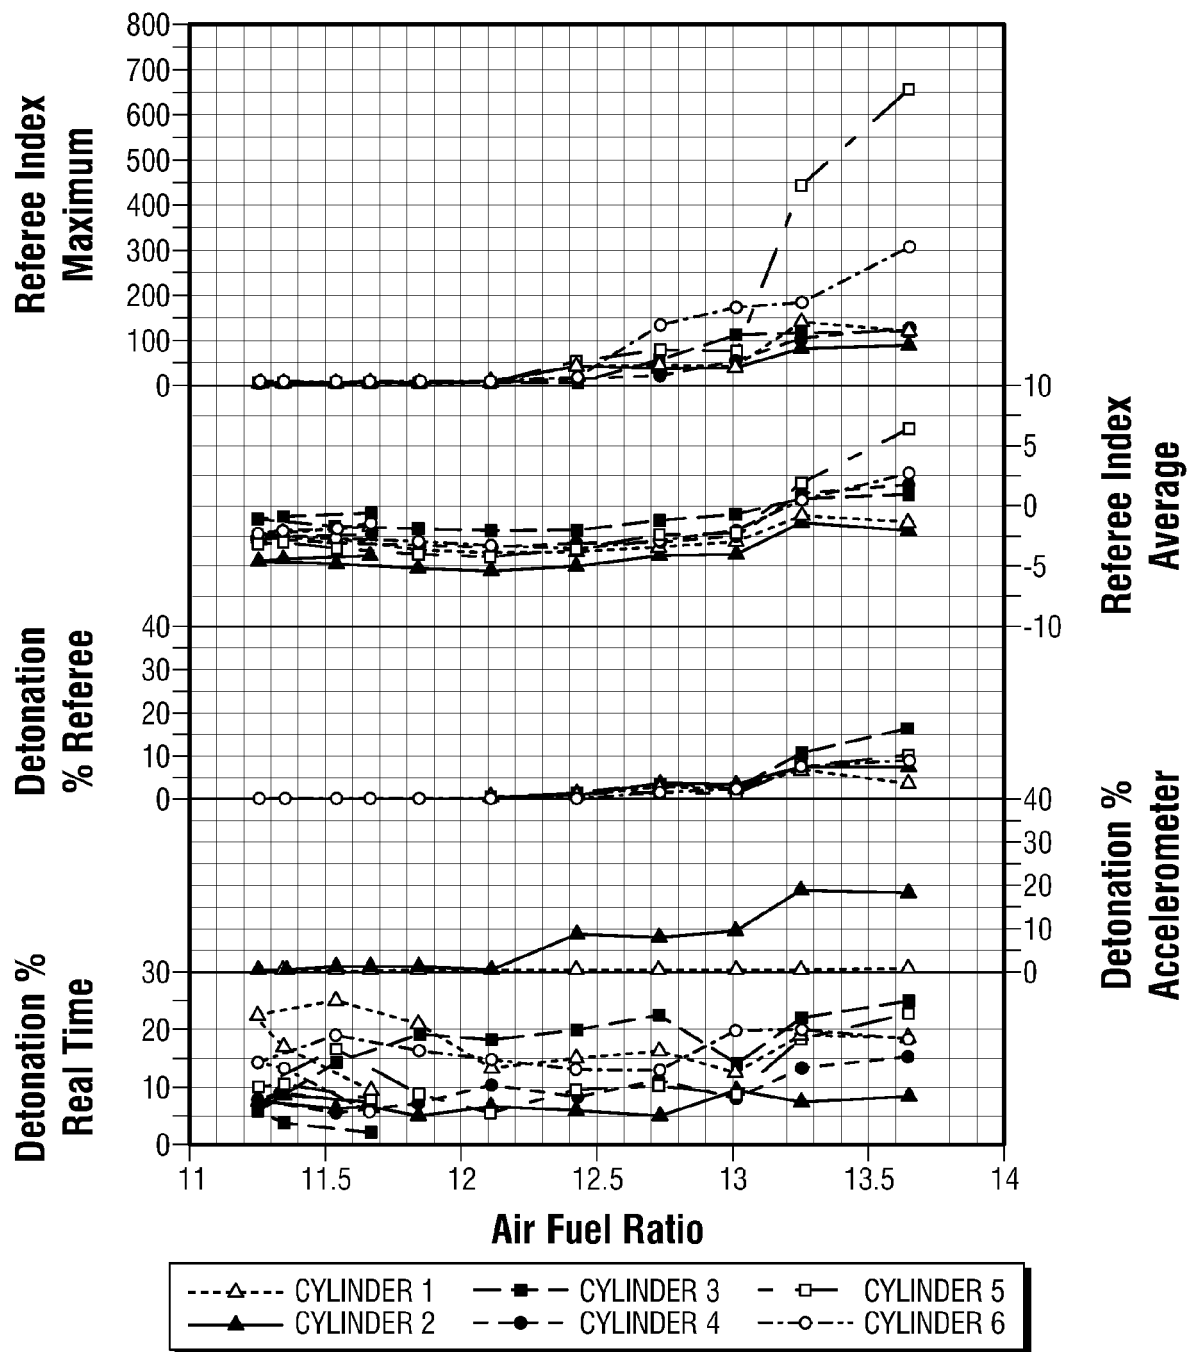 800
700
600
500
400
300
200
100
0
Referee Index
Maximum
10
5
0
-5
-10
Referee Index
Average
40
30
20
10
0
Detonation
% Referee
40
30
20
10
0
Detonation %
Accelerometer
30
20
10
0
Detonation %
Real Time
11 11.5 12 12.5 13 13.5 14
Air Fuel Ratio
CYLINDER 1 CYLINDER 3 CYLINDER 5
CYLINDER 2 CYLINDER 4 CYLINDER 6